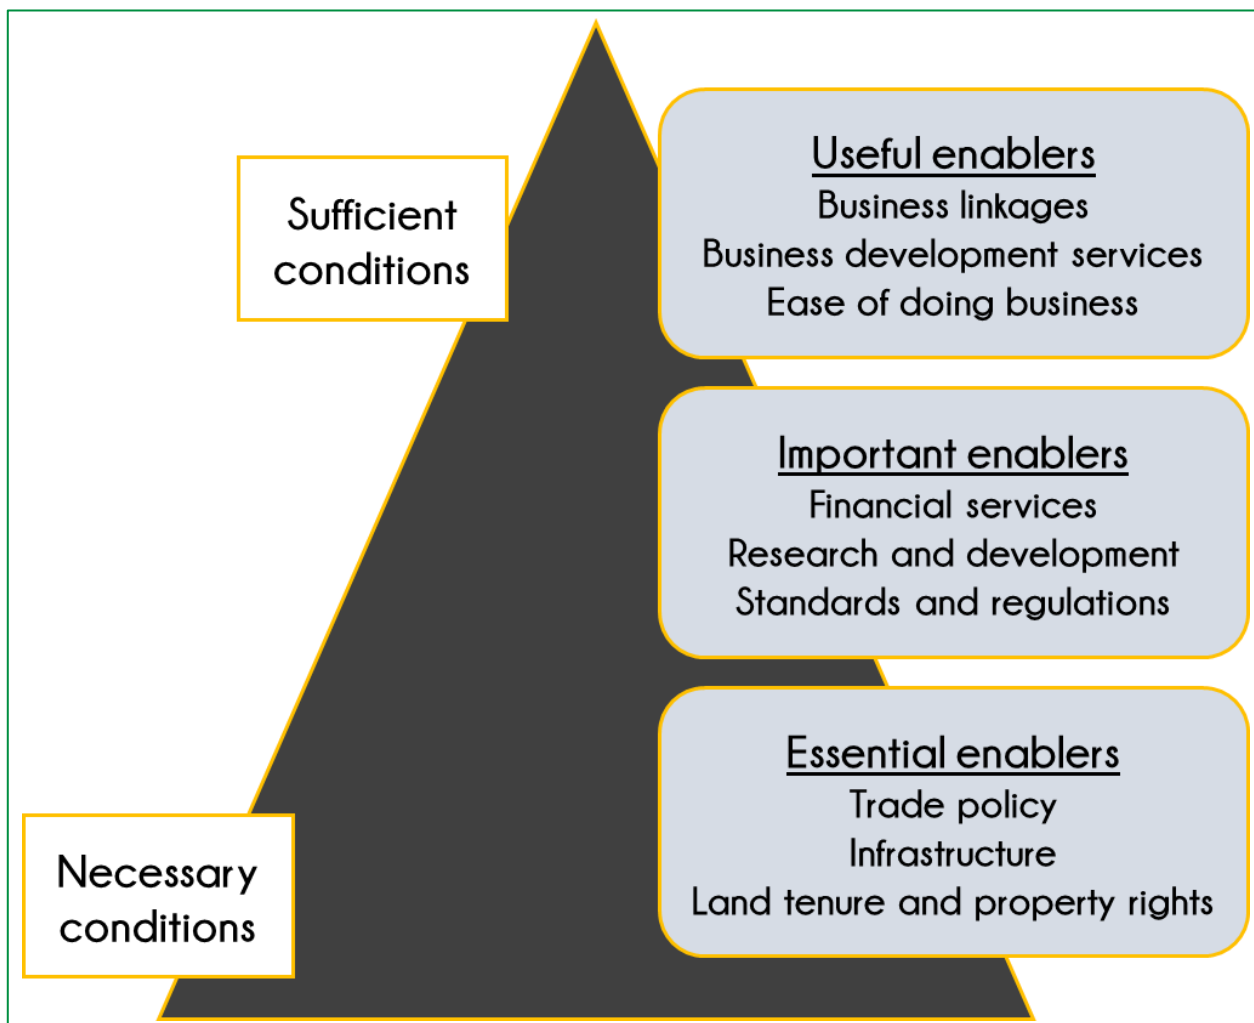 Sufficient
conditions
Useful enablers
Business linkages
Business development services
Ease of doing business
Important enablers
Financial services
Research and development
Standards and regulations
Essential enablers
Trade policy
Infrastructure
Land tenure and property rights
Necessary
conditions